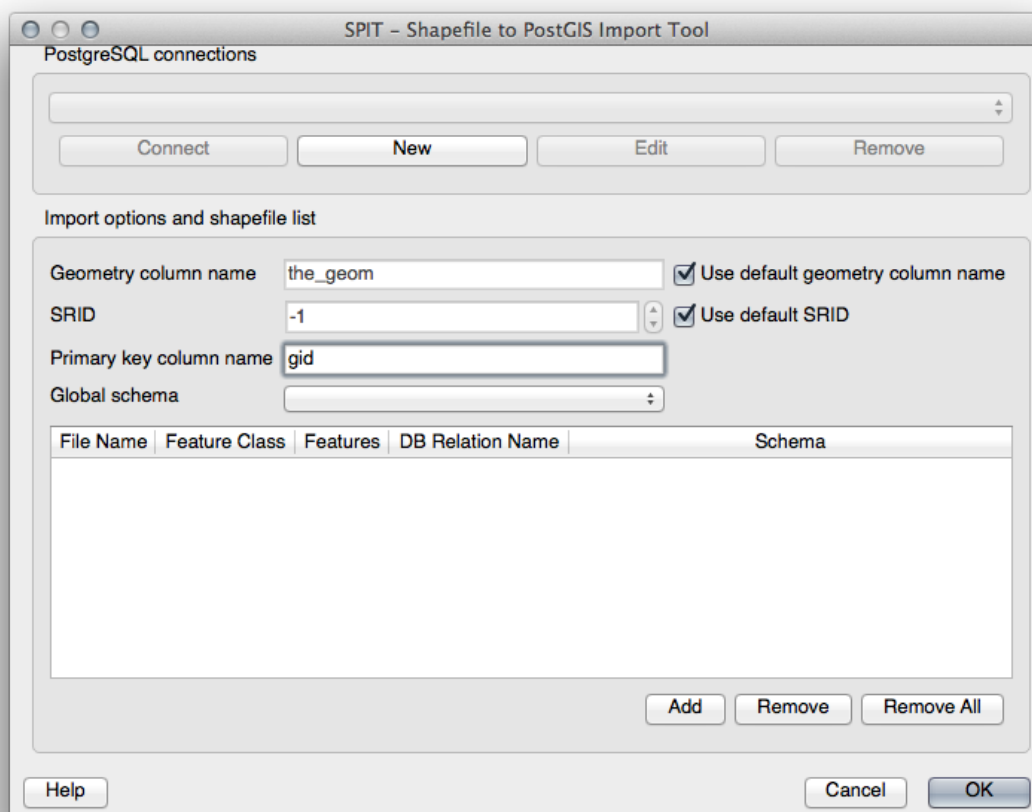 SPIT - Shapefile to PostGIS Import Tool
PostgreSQL connections
Connect New Edit Remove
Import options and shapefile list
Geometry column name the_geom Use default geometry column name
SRID -1 Use default SRID
Primary key column name gid
Global schema
File Name Feature Class Features DB Relation Name Schema
Add Remove Remove All
Help Cancel OK